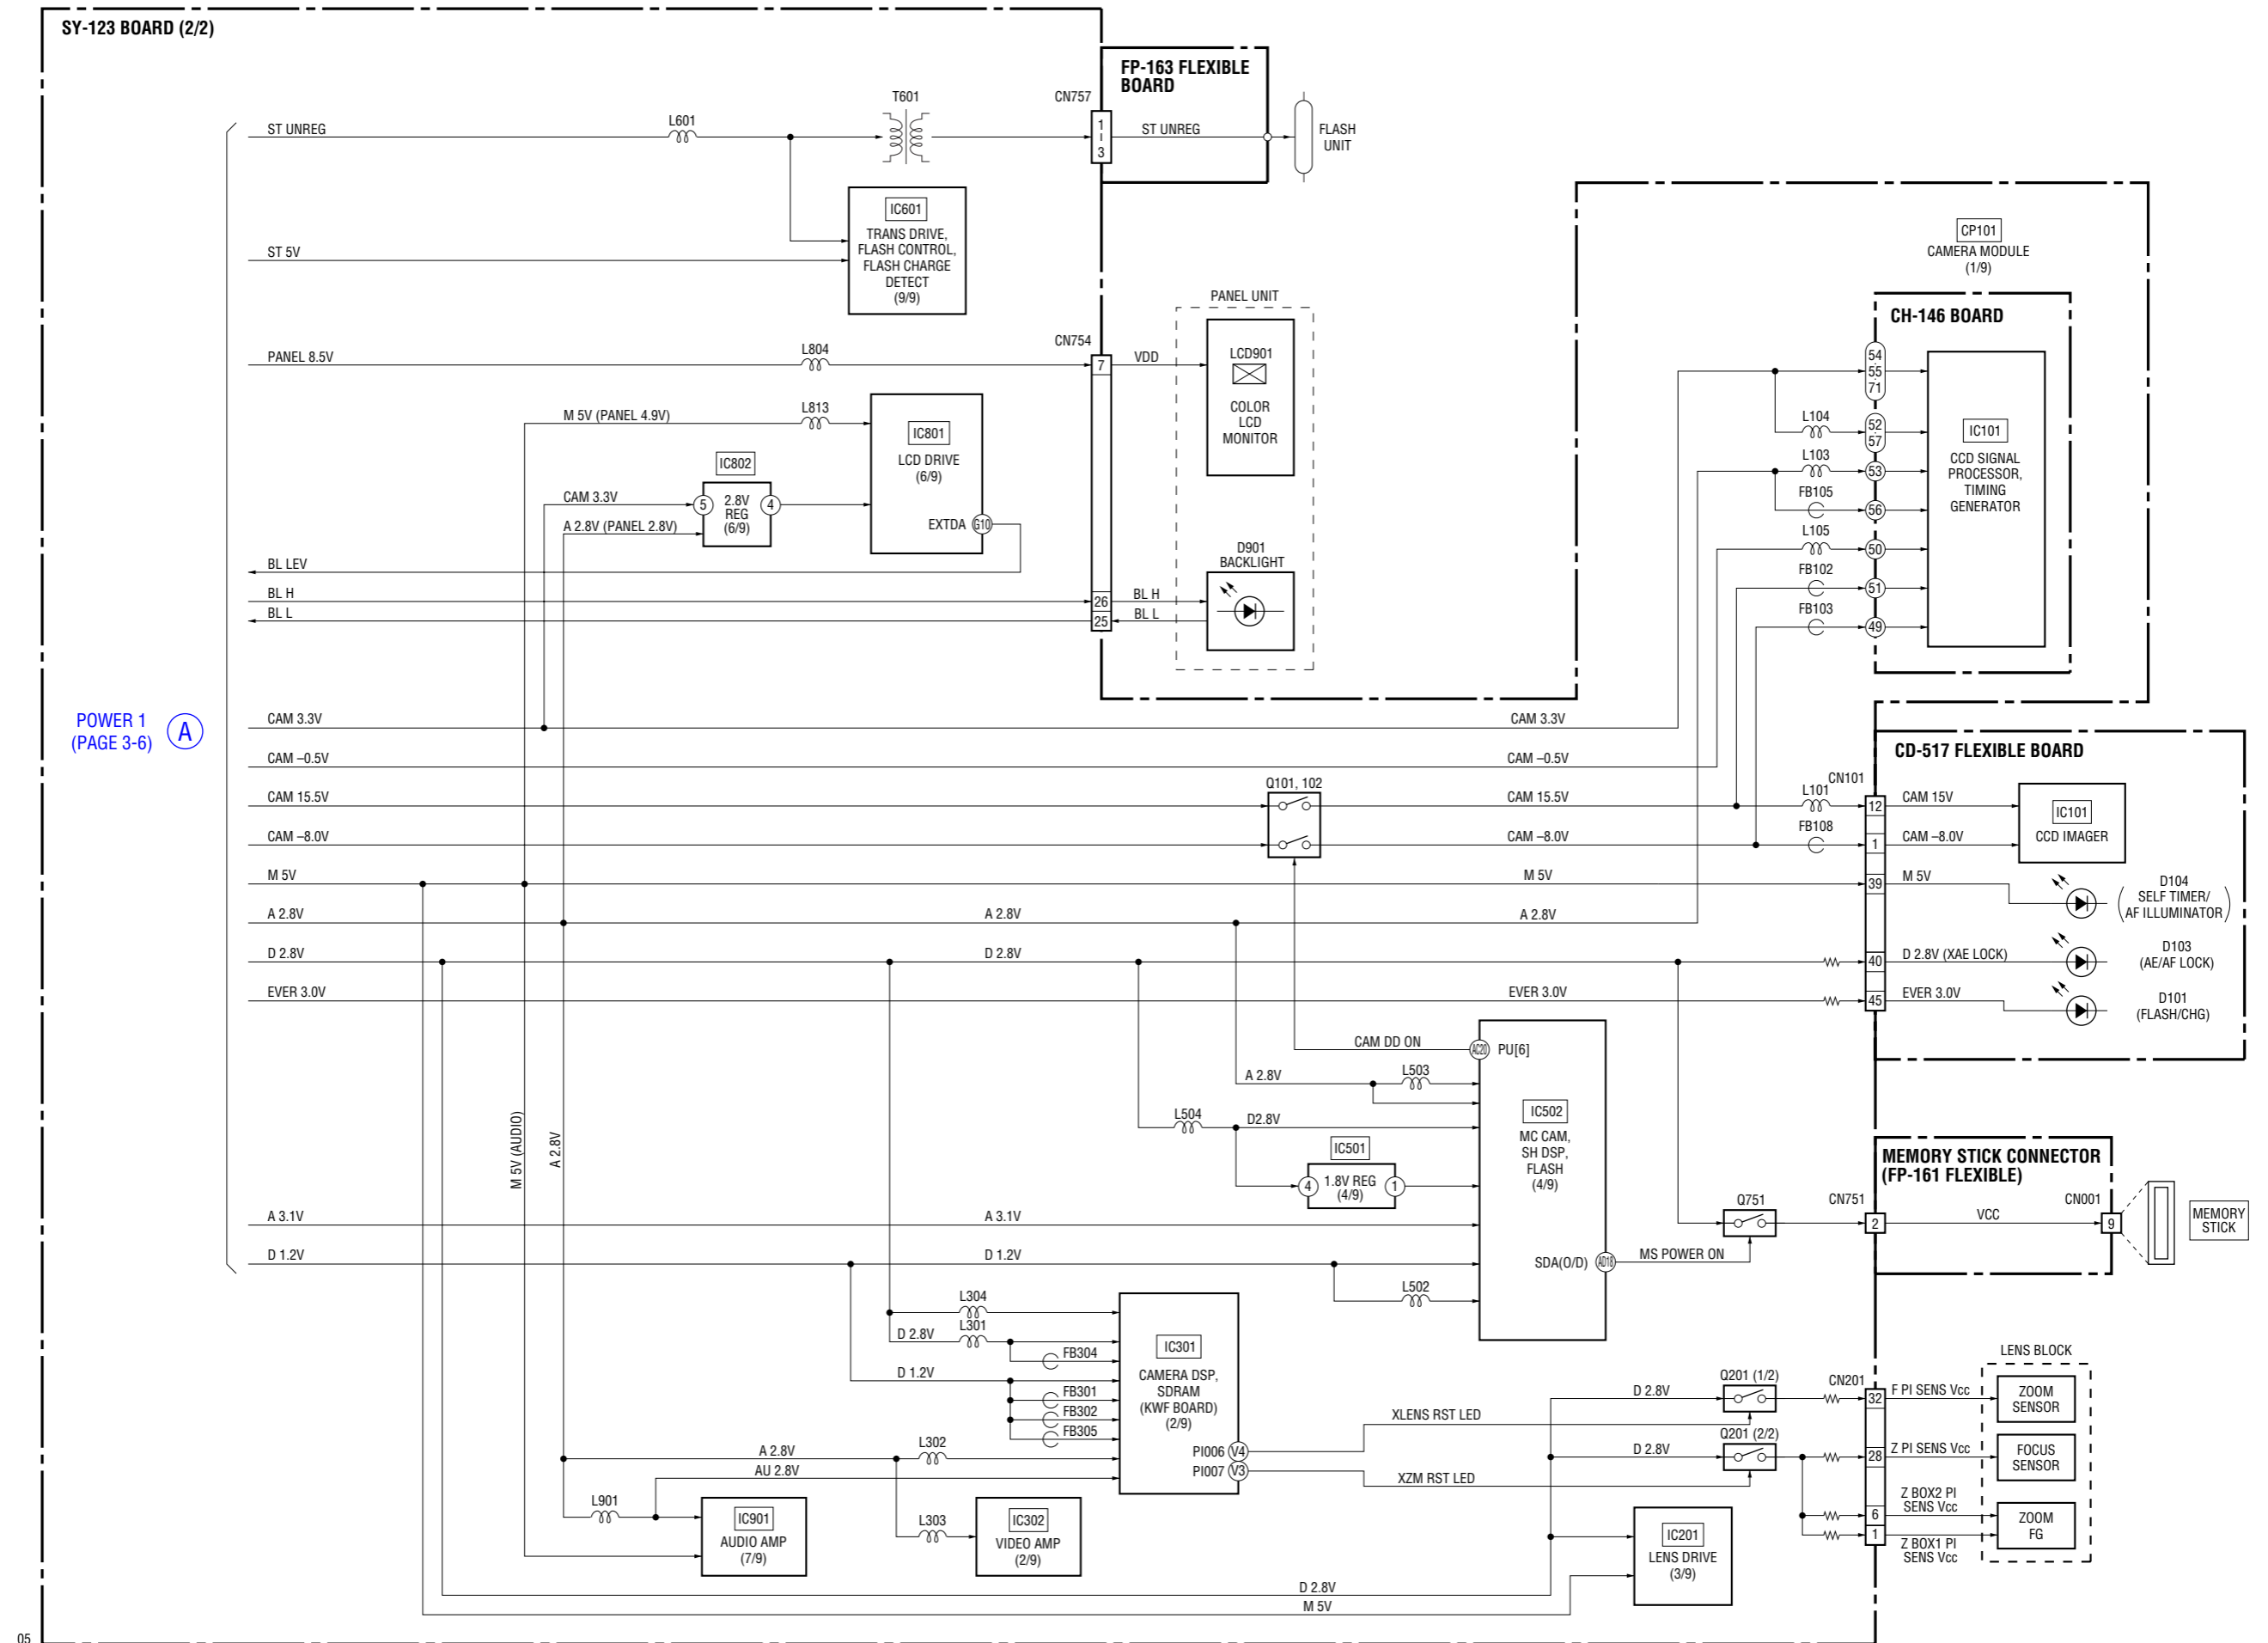 SY-123 BOARD (2/2)
FP-163 FLEXIBLE
BOARD
CN757
T601
L601
ST UNREG
1
3
ST UNREG
FLASH
UNIT
IC601
TRANS DRIVE,
FLASH CONTROL,
FLASH CHARGE
DETECT
(9/9)
ST 5V
CP101
CAMERA MODULE
(1/9)
PANEL UNIT
CH-146 BOARD
CN754
PANEL 8.5V
L804
7
VDD
LCD901
COLOR
LCD
MONITOR
54
55
71
L104
52
57
L103
53
FB105
56
L105
50
FB102
51
FB103
49
IC101
CCD SIGNAL
PROCESSOR,
TIMING
GENERATOR
M 5V (PANEL 4.9V)
L813
IC801
LCD DRIVE
(6/9)
EXTDA
G10
IC802
CAM 3.3V
5
2.8V
REG
(6/9)
4
A 2.8V (PANEL 2.8V)
D901
BACKLIGHT
BL LEV
BL H
26
BL H
BL L
25
BL L
POWER 1
(PAGE 3-6)
A
CAM 3.3V
CAM 3.3V
CAM –0.5V
CAM –0.5V
CD-517 FLEXIBLE BOARD
CN101
Q101, 102
CAM 15.5V
CAM 15.5V
L101
12
CAM 15V
IC101
CCD IMAGER
CAM –8.0V
CAM –8.0V
FB108
1
CAM –8.0V
M 5V
M 5V
39
M 5V
D104
SELF TIMER/
AF ILLUMINATOR
A 2.8V
A 2.8V
A 2.8V
D 2.8V
D 2.8V
40
D 2.8V (XAE LOCK)
D103
(AE/AF LOCK)
EVER 3.0V
EVER 3.0V
45
EVER 3.0V
D101
(FLASH/CHG)
CAM DD ON
AC20
PU[6]
A 2.8V
L503
L504
D2.8V
IC501
4
1.8V REG
(4/9)
1
IC502
MC CAM,
SH DSP,
FLASH
(4/9)
M 5V (AUDIO)
A 2.8V
MEMORY STICK CONNECTOR
(FP-161 FLEXIBLE)
Q751
CN751
CN001
2
VCC
9
MEMORY
STICK
A 3.1V
A 3.1V
D 1.2V
D 1.2V
SDA(O/D)
AD18
MS POWER ON
L502
L304
D 2.8V
L301
FB304
D 1.2V
FB301
FB302
FB305
IC301
CAMERA DSP,
SDRAM
(KWF BOARD)
(2/9)
PI006
V4
PI007
V3
A 2.8V
L302
AU 2.8V
XLENS RST LED
XZM RST LED
D 2.8V
Q201 (1/2)
CN201
32
F PI SENS Vcc
D 2.8V
Q201 (2/2)
28
Z PI SENS Vcc
Z BOX2 PI
SENS Vcc
6
1
Z BOX1 PI
SENS Vcc
LENS BLOCK
ZOOM
SENSOR
FOCUS
SENSOR
ZOOM
FG
L901
IC901
AUDIO AMP
(7/9)
L303
IC302
VIDEO AMP
(2/9)
IC201
LENS DRIVE
(3/9)
D 2.8V
M 5V
05